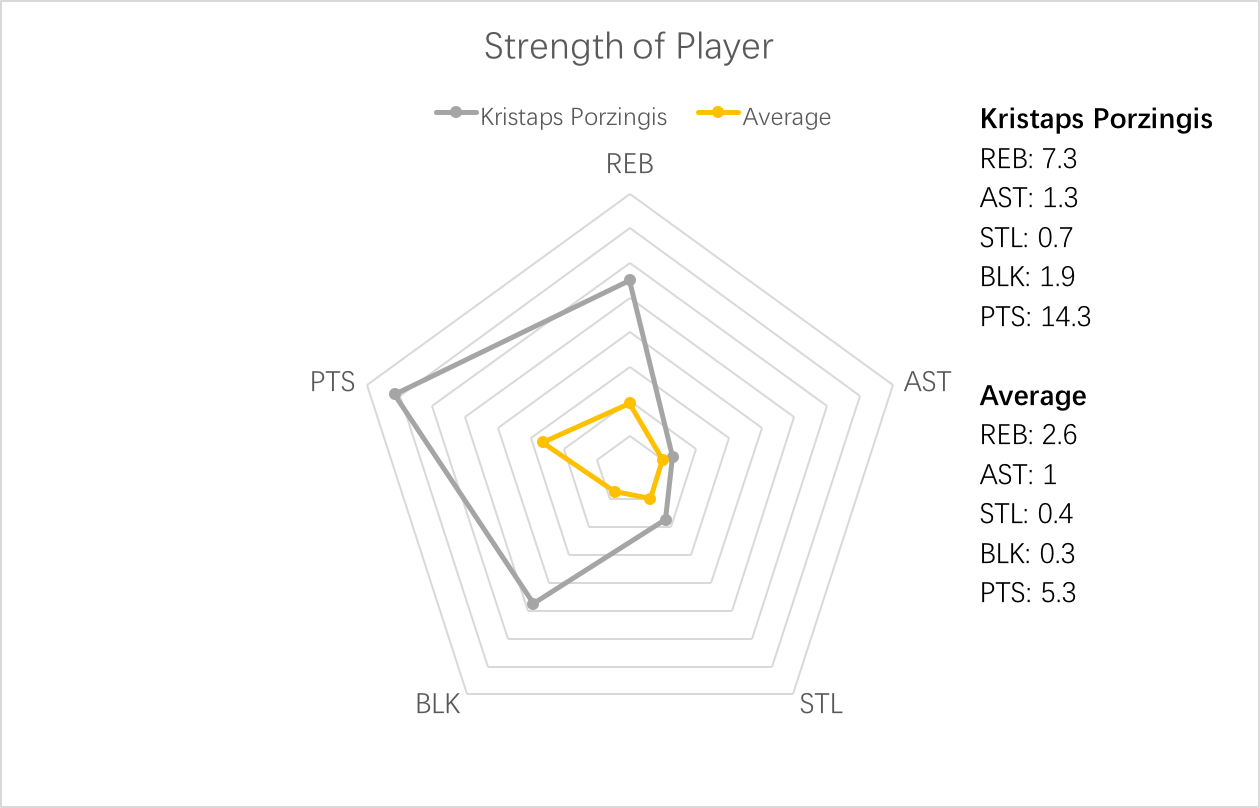 Strength of Player
Kristaps Porzingis
Average
REB
AST
STL
BLK
PTS
Kristaps Porzingis
REB: 7.3
AST: 1.3
STL: 0.7
BLK: 1.9
PTS: 14.3
Average
REB: 2.6
AST: 1
STL: 0.4
BLK: 0.3
PTS: 5.3